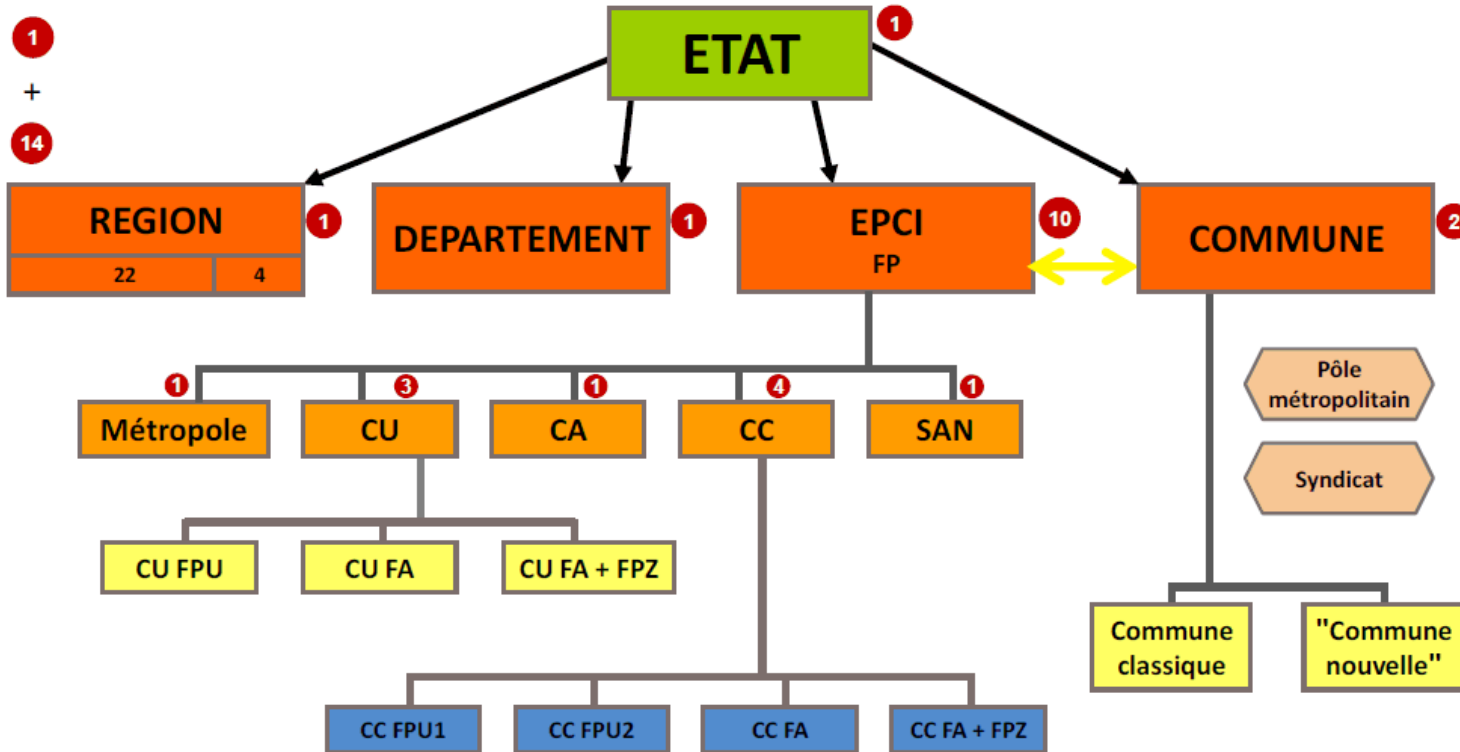 1
+
14
ETAT
1
REGION
22
4
1
DEPARTEMENT
1
EPCI
FP
10
COMMUNE
2
Pôle
métropolitain
Syndicat
1
Métropole
3
CU
1
CA
4
CC
1
SAN
CU FPU
CU FA
CU FA + FPZ
Commune
classique
"Commune
nouvelle"
CC FPU1
CC FPU2
CC FA
CC FA + FPZ